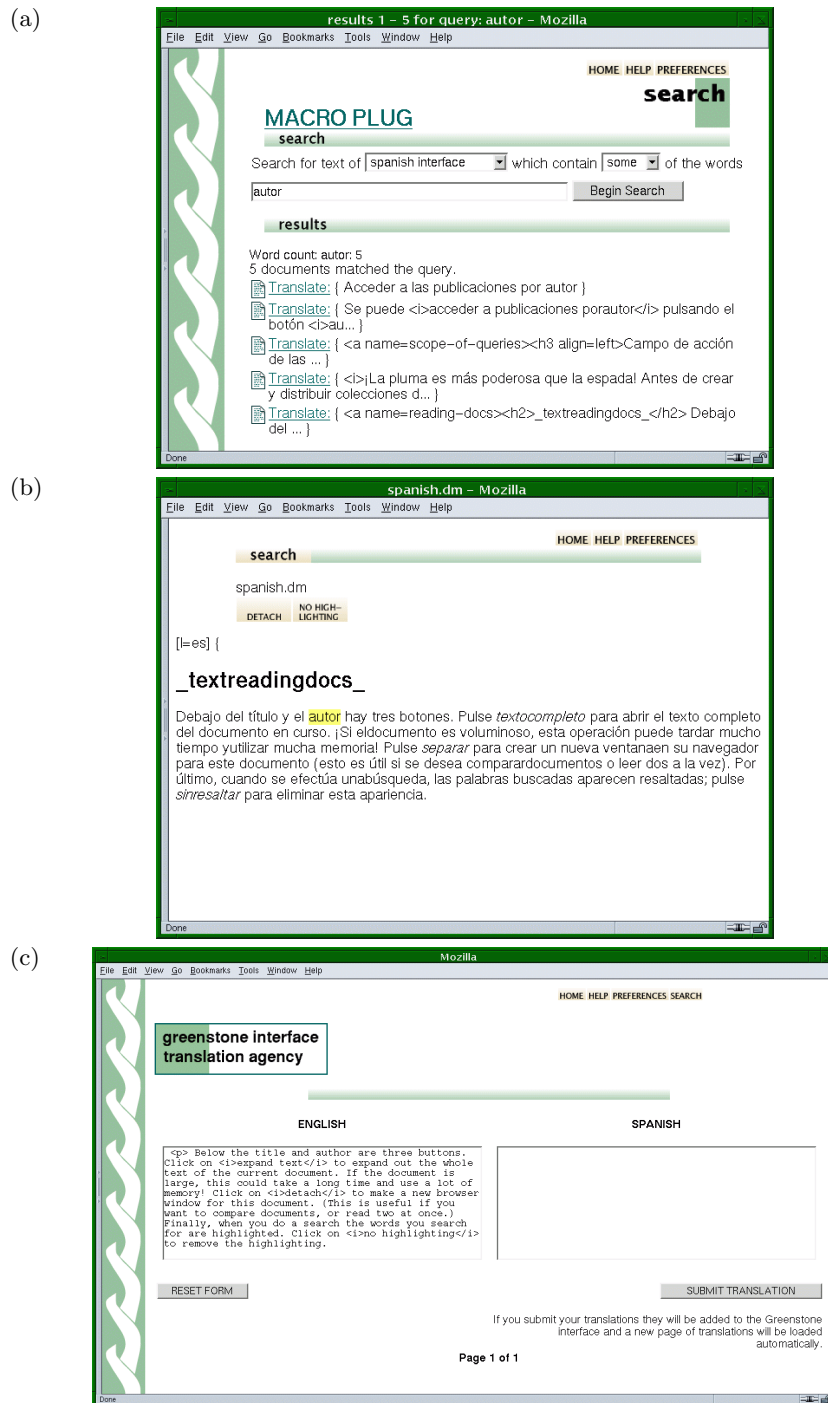 (a)
results 1 – 5 for query: autor – Mozilla
File Edit View Go Bookmarks Tools Window Help
HOME HELP PREFERENCES
search
MACRO PLUG
search
Search for text of spanish interface which contain some of the words
autor Begin Search
results
Word count: autor: 5
5 documents matched the query.
Translate: { Acceder a las publicaciones por autor }
Translate: { Se puede <i>acceder a publicaciones porautor</i> pulsando el
botón <i>au... }
Translate: { <a name=scope-of-queries><h3 align=left>Campo de acción
de las ... }
Translate: { <i>¡La pluma es más poderosa que la espada! Antes de crear
y distribuir colecciones d... }
Translate: { <a name=reading-docs><h2>_textreadingdocs_</h2> Debajo
del ... }
Done
(b)
spanish.dm – Mozilla
File Edit View Go Bookmarks Tools Window Help
HOME HELP PREFERENCES
search
spanish.dm
DETACH NO HIGH-
LIGHTING
[l=es] {
_textreadingdocs_
Debajo del título y el autor hay tres botones. Pulse textocompleto para abrir el texto completo
del documento en curso. ¡Si eldocumento es voluminoso, esta operación puede tardar mucho
tiempo yutilizar mucha memoria! Pulse separar para crear un nueva ventanaen su navegador
para este documento (esto es útil si se desea comparardocumentos o leer dos a la vez). Por
último, cuando se efectúa unabúsqueda, las palabras buscadas aparecen resaltadas; pulse
sinresaltar para eliminar esta apariencia.
Done
(c)
Mozilla
File Edit View Go Bookmarks Tools Window Help
HOME HELP PREFERENCES SEARCH
greenstone interface
translation agency
ENGLISH SPANISH
<p> Below the title and author are three buttons.
Click on <i>expand text</i> to expand out the whole
text of the current document. If the document is
large, this could take a long time and use a lot of
memory! Click on <i>detach</i> to make a new browser
window for this document. (This is useful if you
want to compare documents, or read two at once.)
Finally, when you do a search the words you search
for are highlighted. Click on <i>no highlighting</i>
to remove the highlighting.
RESET FORM SUBMIT TRANSLATION
If you submit your translations they will be added to the Greenstone
interface and a new page of translations will be loaded
automatically.
Page 1 of 1
Done